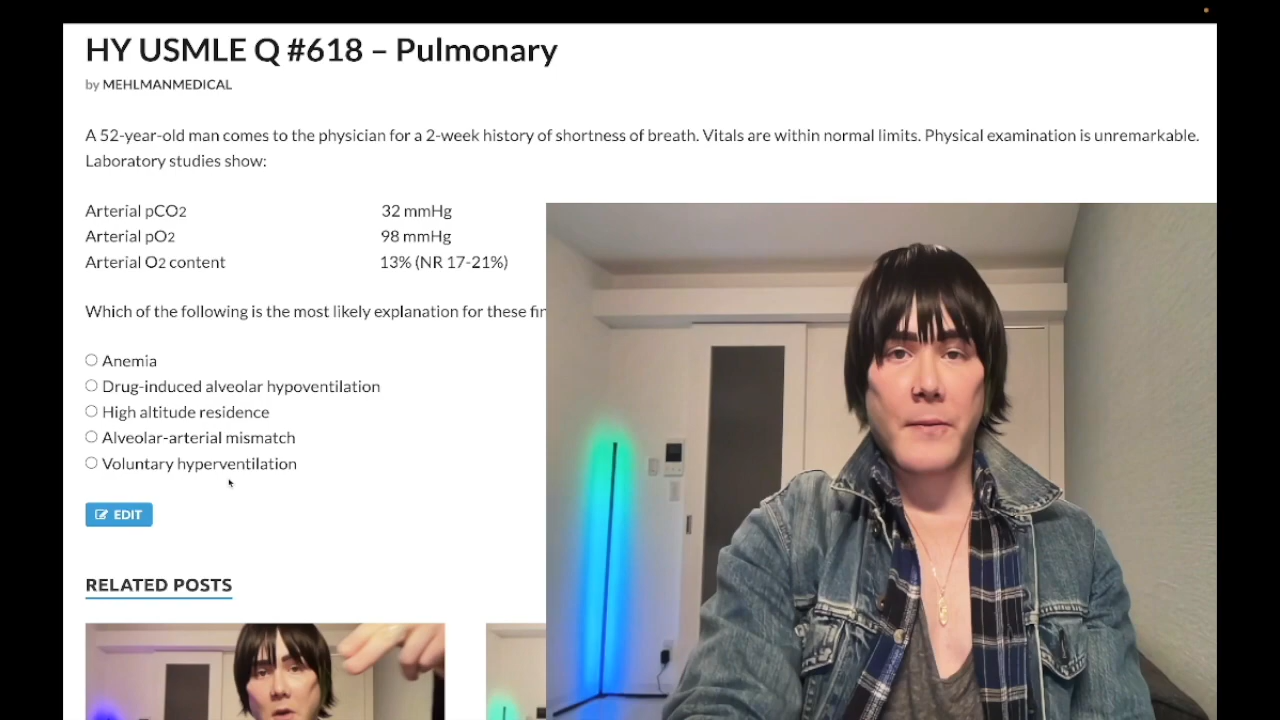 HY USMLE Q #618 – Pulmonary
by MEHLMANMEDICAL
A 52-year-old man comes to the physician for a 2-week history of shortness of breath. Vitals are within normal limits. Physical examination is unremarkable.
Laboratory studies show:
Arterial pCO2 32 mmHg
Arterial pO2 98 mmHg
Arterial O2 content 13% (NR 17-21%)
Which of the following is the most likely explanation for these fin
Anemia
Drug-induced alveolar hypoventilation
High altitude residence
Alveolar-arterial mismatch
Voluntary hyperventilation
EDIT
RELATED POSTS